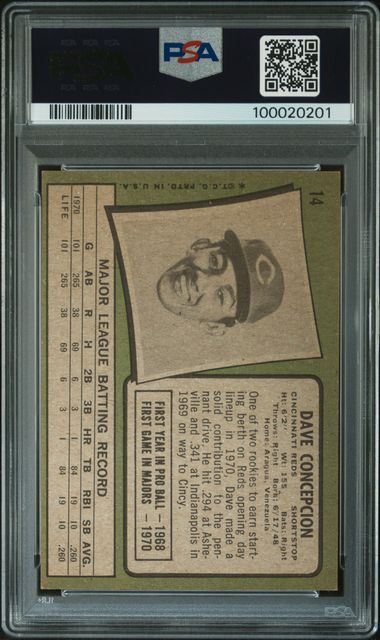 PSA
100020201
14
DAVE CONCEPCION
CINCINNATI REDS SHORTSTOP
Ht: 6'2" Wt: 155 Bats: Right
Throws: Right Born: 6/17/48
Home: Aragua, Venezuela
One of two rookies to earn start-
ing berth on Reds opening day
lineup in 1970. Dave made a
solid contribution to the pen-
nant drive. He hit .294 at Ashe-
ville and .341 at Indianapolis in
1969 on way to Cincy.
FIRST YEAR IN PRO BALL — 1968
FIRST GAME IN MAJORS — 1970
* ©T.C.G. PRTD. IN U.S.A.
MAJOR LEAGUE BATTING RECORD
G AB R H 2B 3B HR TB RBI SB AVG.
1970 101 265 38 69 6 3 1 84 19 10 .260
LIFE 101 265 38 69 6 3 1 84 19 10 .260